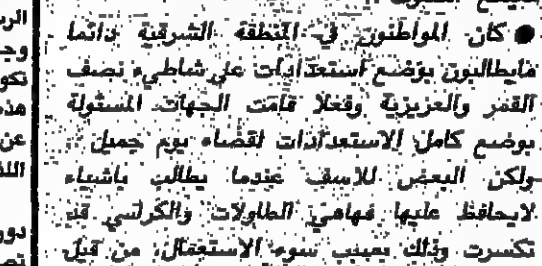 ● كان المواطنون في المنطقة الشرقية دائما
مايطالبون بوضع استعدادات على شاطيء نصف
القمر والعزيزية وفعلا قامت الجهات المسئولة
بوضع كامل الاستعدادات لقضاء يوم جميل ..
ولكن البعض للاسف عندما يطالب باشياء
لايحافظ عليها فهاهي الطاولات والكراسي قد
تكسرت وذلك بسبب سوء الاستعمال من قبل